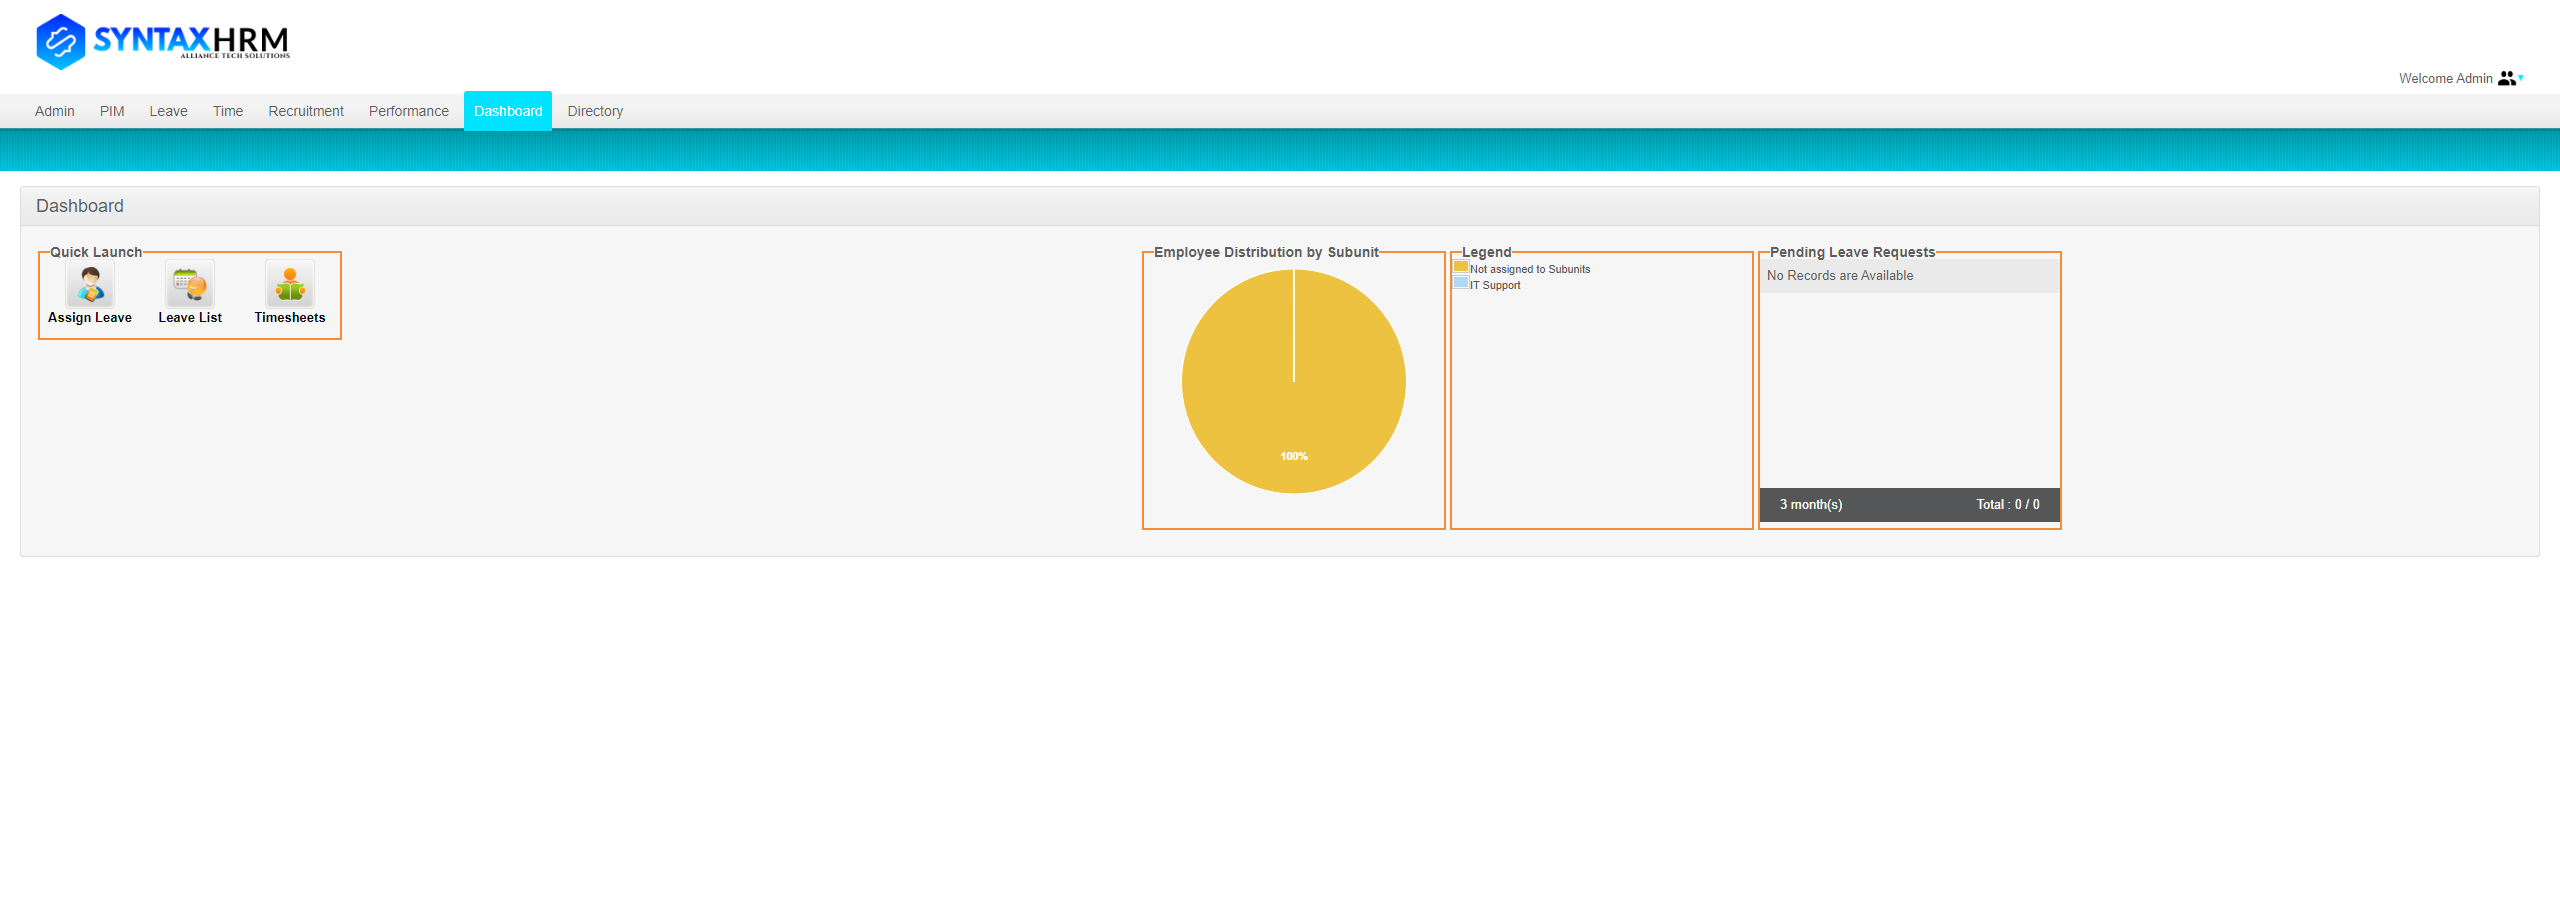 SYNTAXHRM
ALLIANCE TECH SOLUTIONS
Welcome Admin
Admin PIM Leave Time Recruitment Performance Dashboard Directory
Dashboard
Quick Launch
Assign Leave Leave List Timesheets
Employee Distribution by Subunit
100%
Legend
Not assigned to Subunits
IT Support
Pending Leave Requests
No Records are Available
3 month(s) Total : 0 / 0